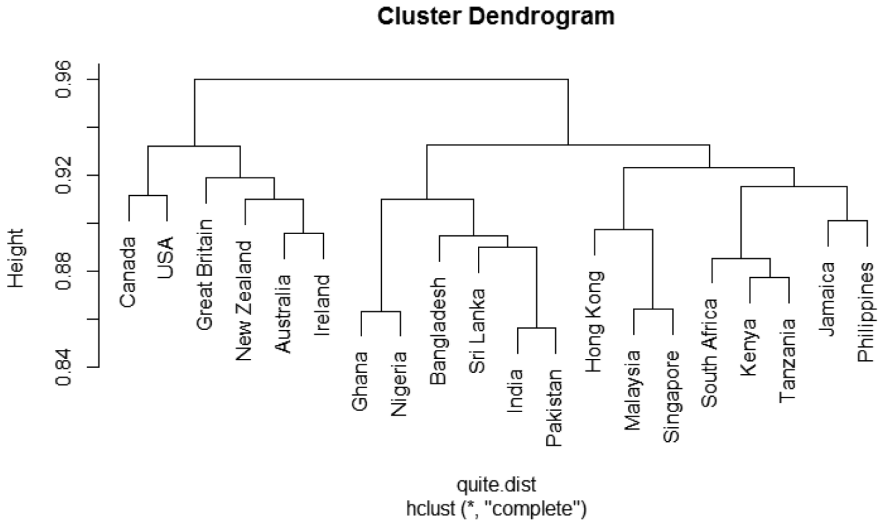 Cluster Dendrogram
Height
0.96
0.92
0.88
0.84
Canada
USA
Great Britain
New Zealand
Australia
Ireland
Ghana
Nigeria
Bangladesh
Sri Lanka
India
Pakistan
Hong Kong
Malaysia
Singapore
South Africa
Kenya
Tanzania
Jamaica
Philippines
quite.dist
hclust (*, "complete")